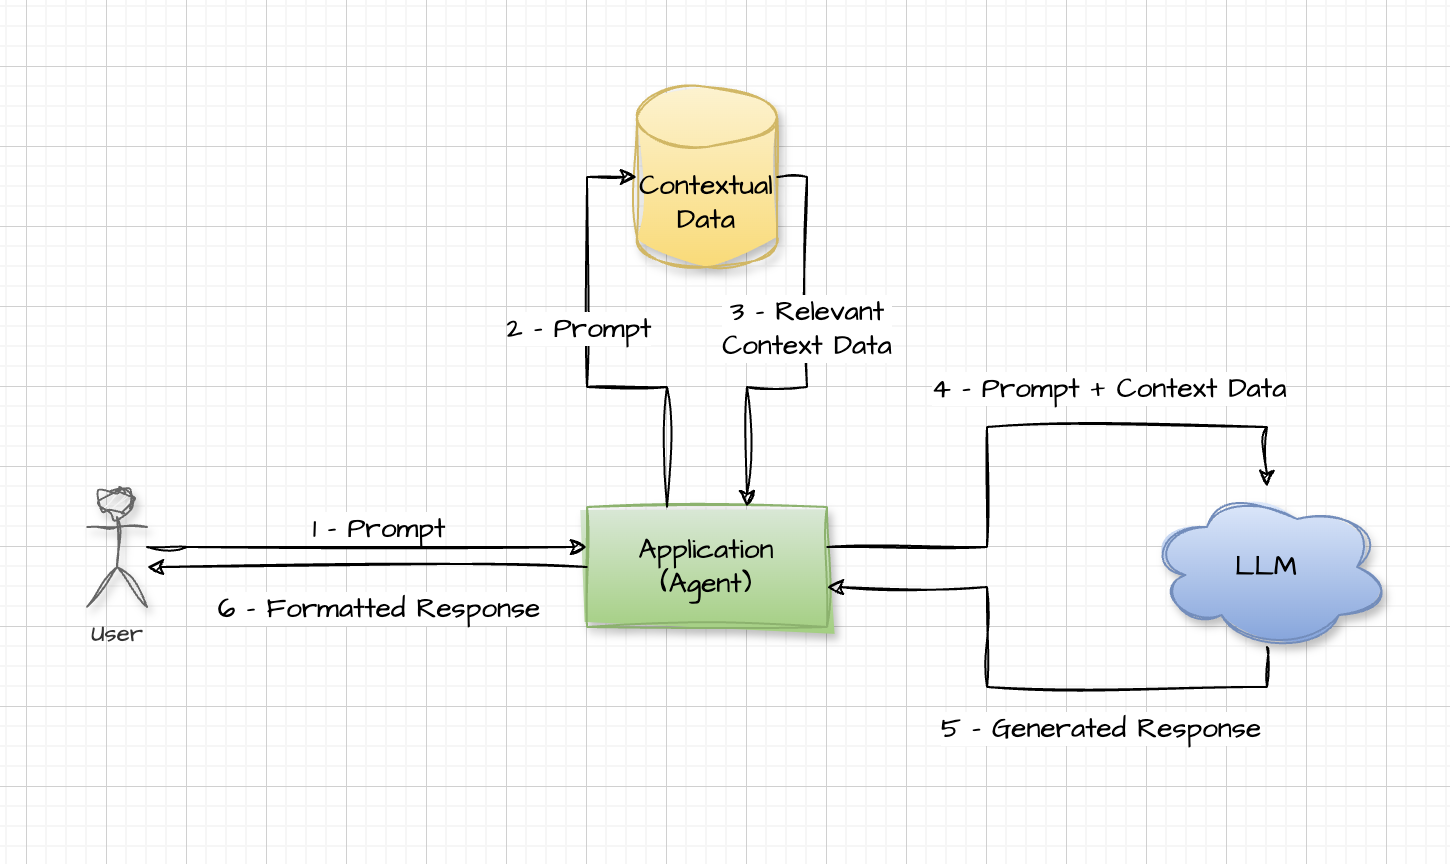 Contextual
Data
2 - Prompt
3 - Relevant
Context Data
4 - Prompt + Context Data
1 - Prompt
Application
(Agent)
LLM
6 - Formatted Response
User
5 - Generated Response